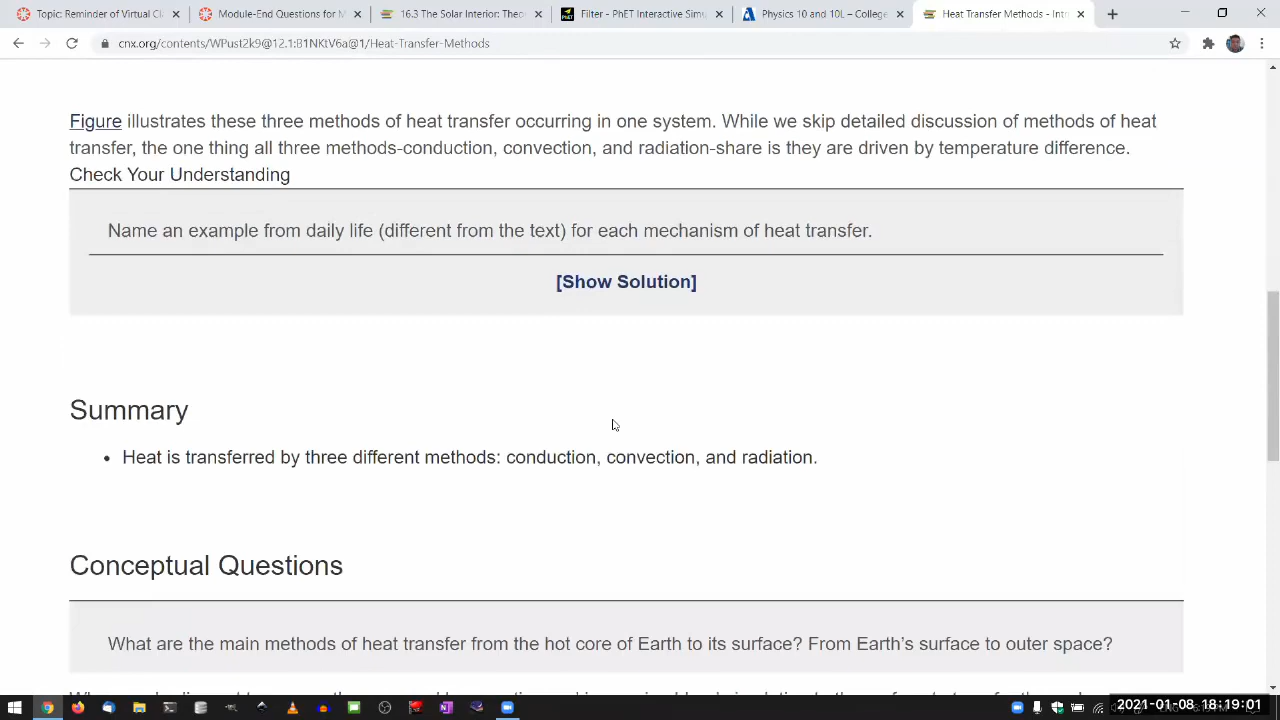 Topic: Reminder of Virtual Cl
Module-End Question for M
16.3 The Solar Interior: Theo
Filter - PhET Interactive Simu
Physics 10 and 10L – College
Heat Transfer Methods - Intr
cnx.org/contents/WPust2k9@12.1:B1NKtV6a@1/Heat-Transfer-Methods
Figure illustrates these three methods of heat transfer occurring in one system. While we skip detailed discussion of methods of heat
transfer, the one thing all three methods-conduction, convection, and radiation-share is they are driven by temperature difference.
Check Your Understanding
Name an example from daily life (different from the text) for each mechanism of heat transfer.
[Show Solution]
Summary
• Heat is transferred by three different methods: conduction, convection, and radiation.
Conceptual Questions
What are the main methods of heat transfer from the hot core of Earth to its surface? From Earth's surface to outer space?
2021-01-08 18:19:01